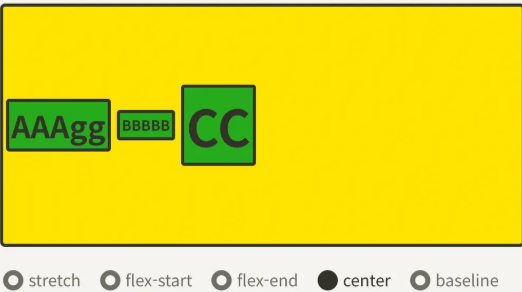 AAAgg BBBBB CC
stretch flex-start flex-end center baseline